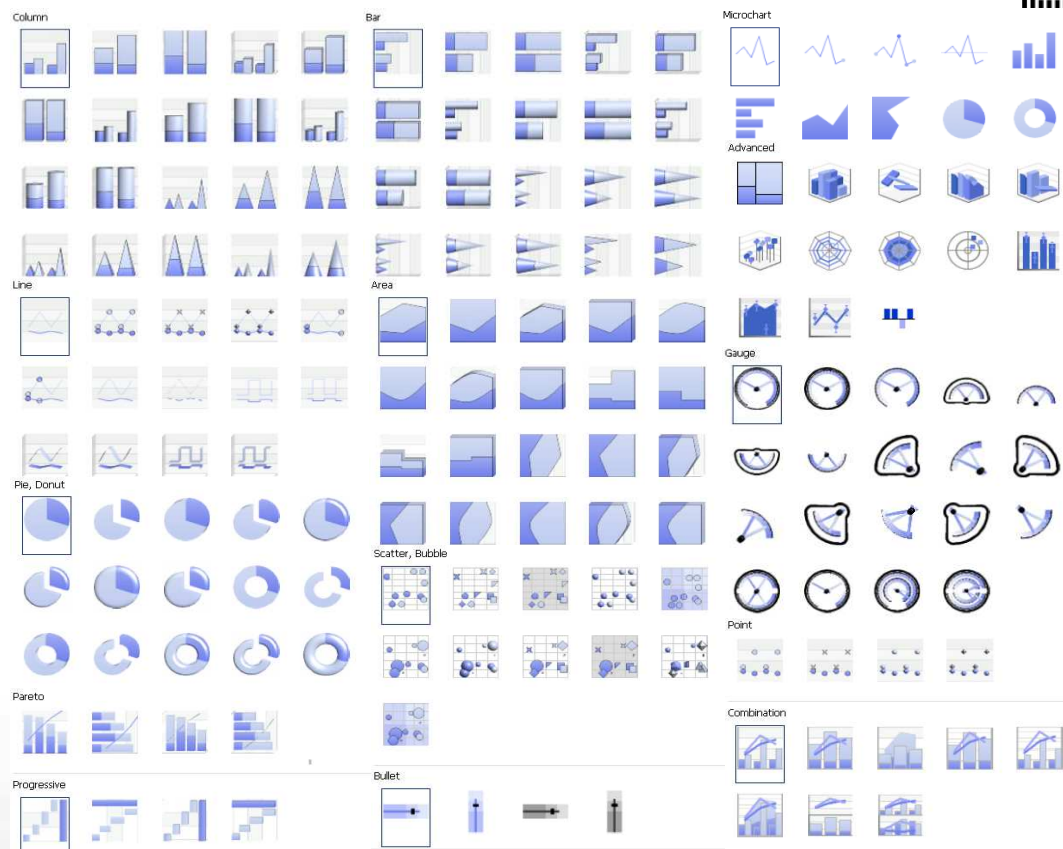 Column
Line
Pie, Donut
Pareto
Progressive
Bar
Area
Scatter, Bubble
Bullet
Microchart
Advanced
Gauge
Point
Combination